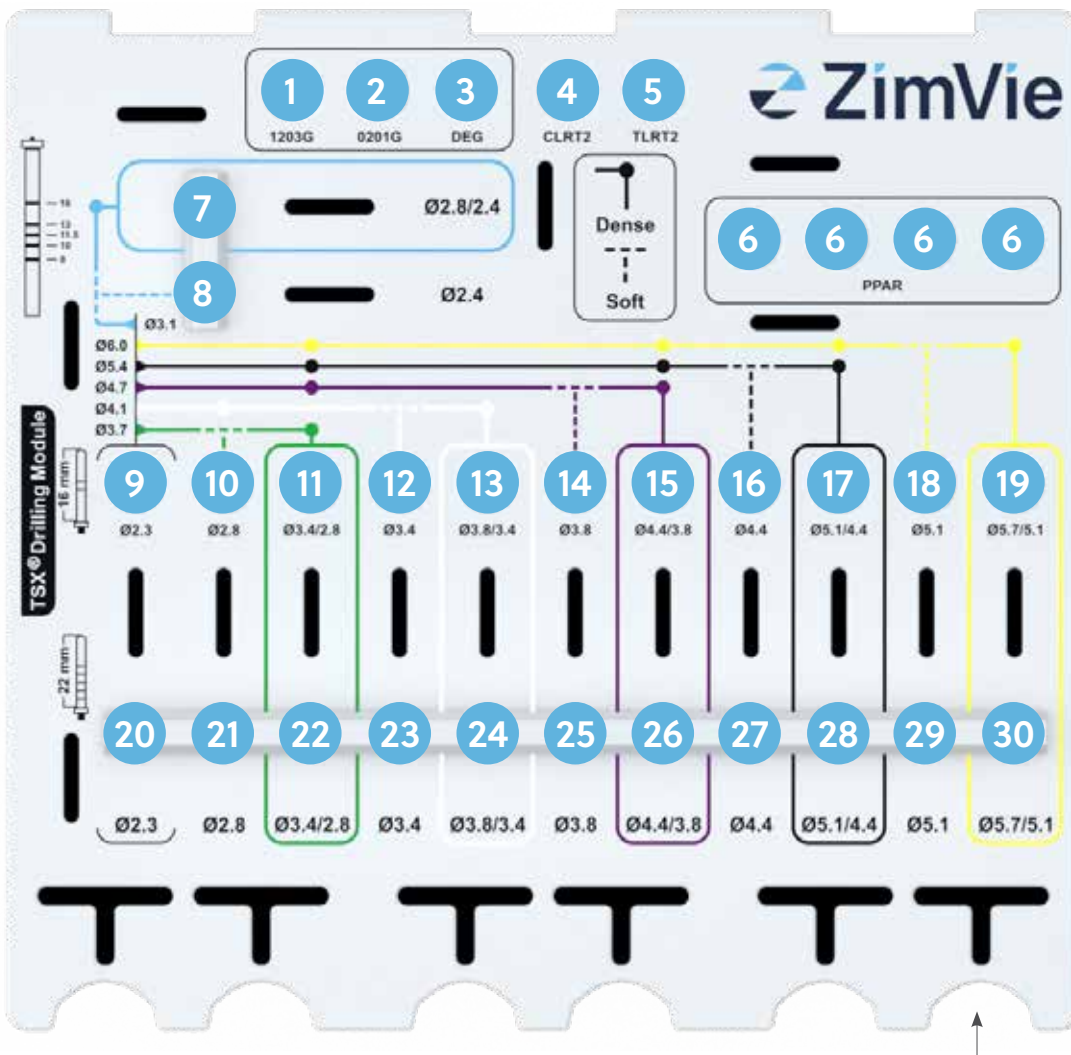 ZimVie
1 2 3 4 5
1203G 0201G DEG CLRT2 TLRT2
16
13
11.5
10
8
7 Ø2.8/2.4
8 Ø2.4
Dense
Soft
6 6 6 6
PPAR
Ø3.1
Ø6.0
Ø5.4
Ø4.7
Ø4.1
Ø3.7
TSX® Drilling Module
16 mm
9 10 11 12 13 14 15 16 17 18 19
Ø2.3 Ø2.8 Ø3.4/2.8 Ø3.4 Ø3.8/3.4 Ø3.8 Ø4.4/3.8 Ø4.4 Ø5.1/4.4 Ø5.1 Ø5.7/5.1
22 mm
20 21 22 23 24 25 26 27 28 29 30
Ø2.3 Ø2.8 Ø3.4/2.8 Ø3.4 Ø3.8/3.4 Ø3.8 Ø4.4/3.8 Ø4.4 Ø5.1/4.4 Ø5.1 Ø5.7/5.1